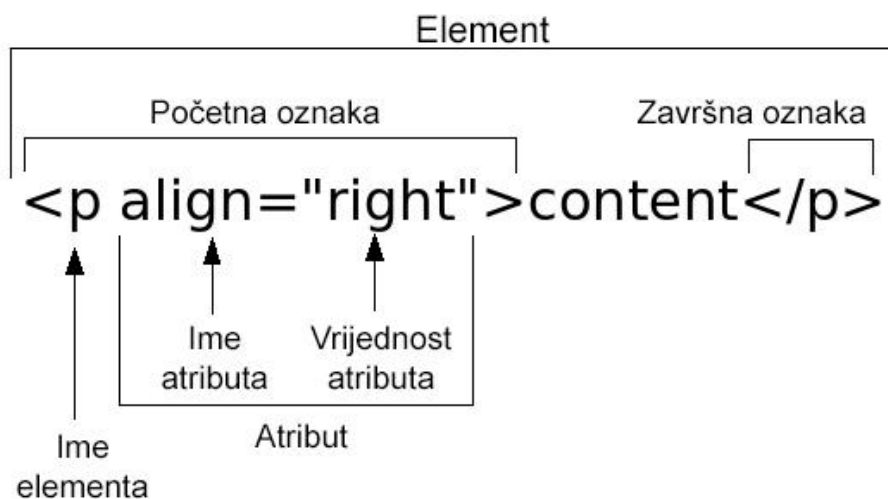 Element
Početna oznaka
Završna oznaka
<p align="right">content</p>
Ime
atributa
Vrijednost
atributa
Atribut
Ime
elementa